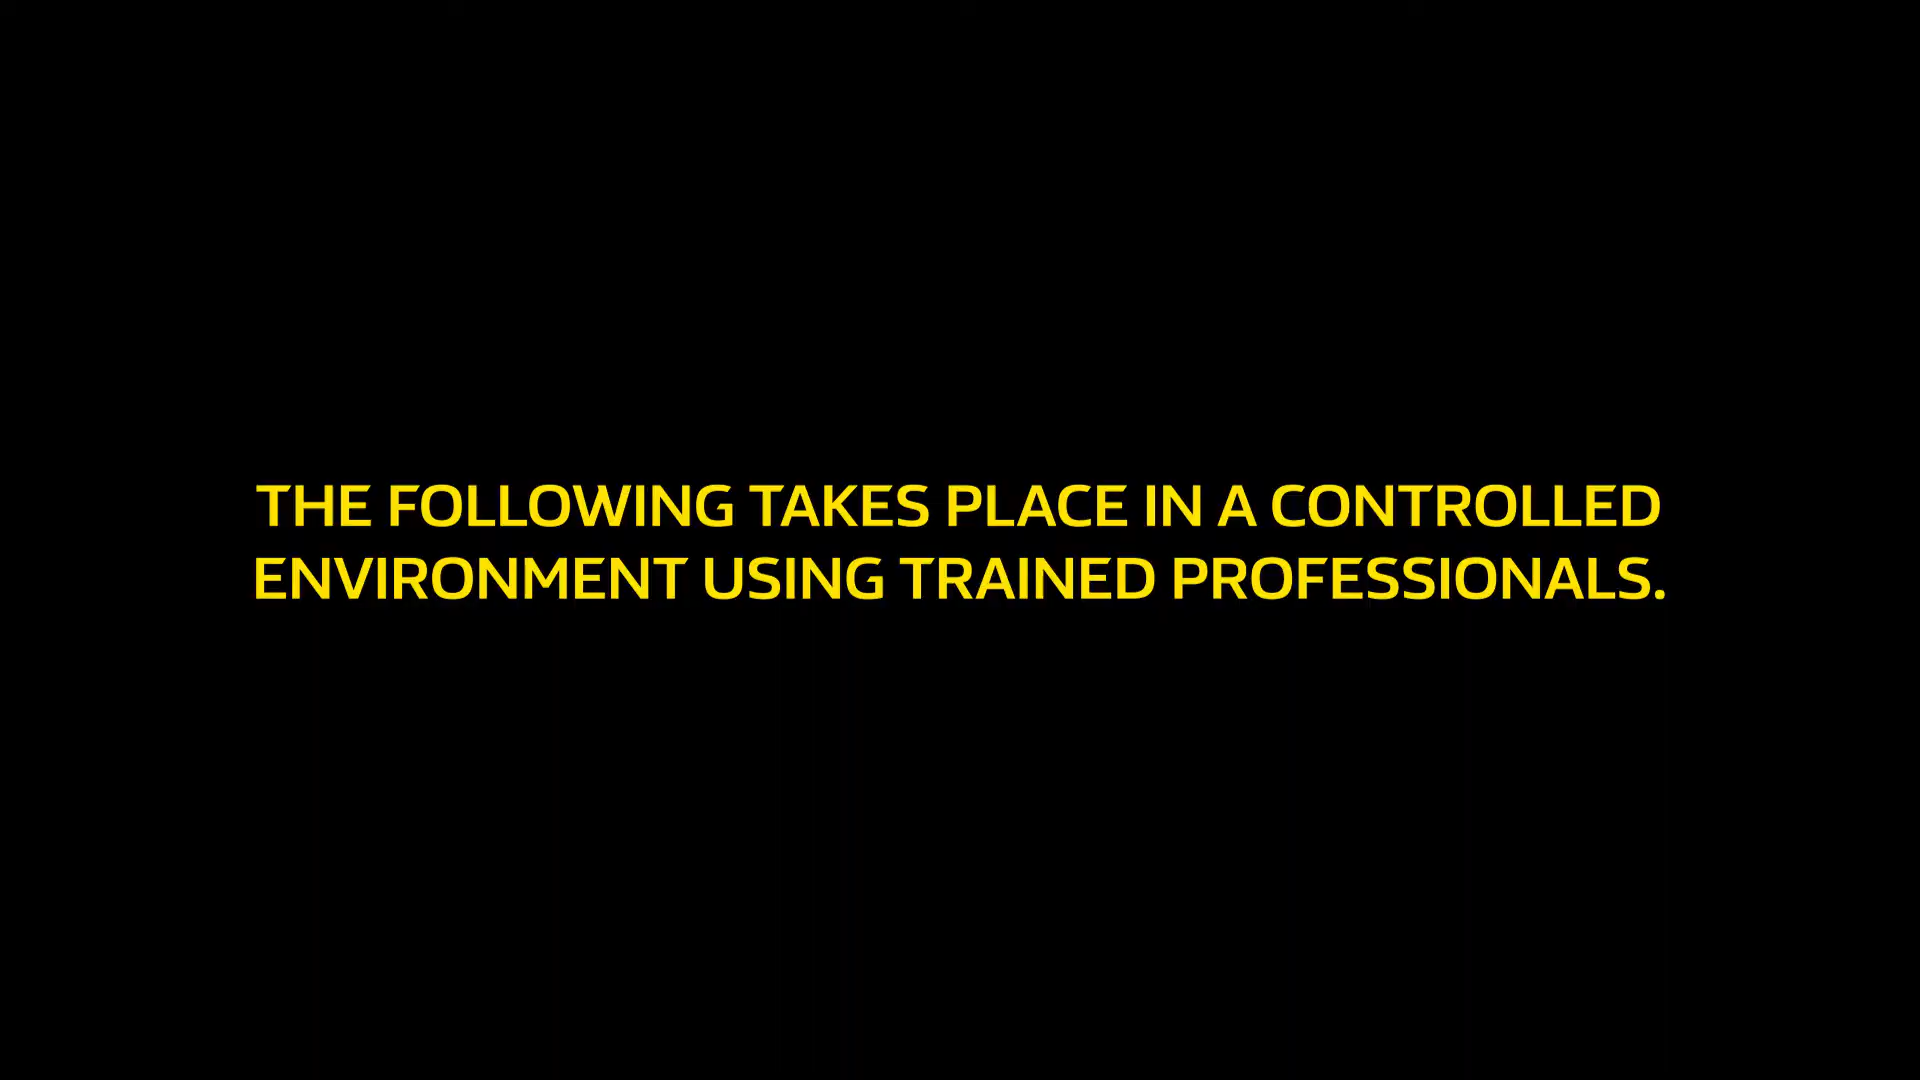 THE FOLLOWING TAKES PLACE IN A CONTROLLED
ENVIRONMENT USING TRAINED PROFESSIONALS.